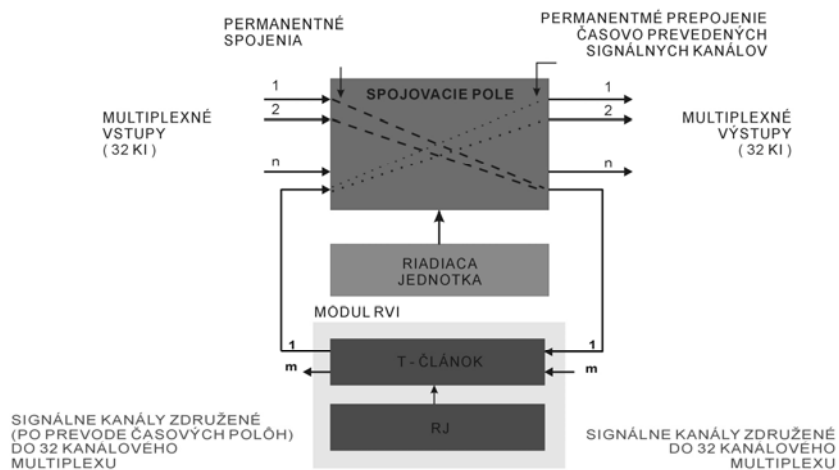 PERMANENTNÉ
SPOJENIA
PERMANENTMÉ PREPOJENIE
ČASOVO PREVEDENÝCH
SIGNÁLNYCH KANÁLOV
SPOJOVACIE POLE
MULTIPLEXNÉ
VSTUPY
( 32 KI )
1
2
n
1
2
n
MULTIPLEXNÉ
VÝSTUPY
( 32 KI )
RIADIACA
JEDNOTKA
MODUL RVI
1
m
T - ČLÁNOK
1
m
RJ
SIGNÁLNE KANÁLY ZDRUŽENÉ
(PO PREVODE ČASOVÝCH POLÔH)
DO 32 KANÁLOVÉHO
MULTIPLEXU
SIGNÁLNE KANÁLY ZDRUŽENÉ
DO 32 KANÁLOVÉHO
MULTIPLEXU